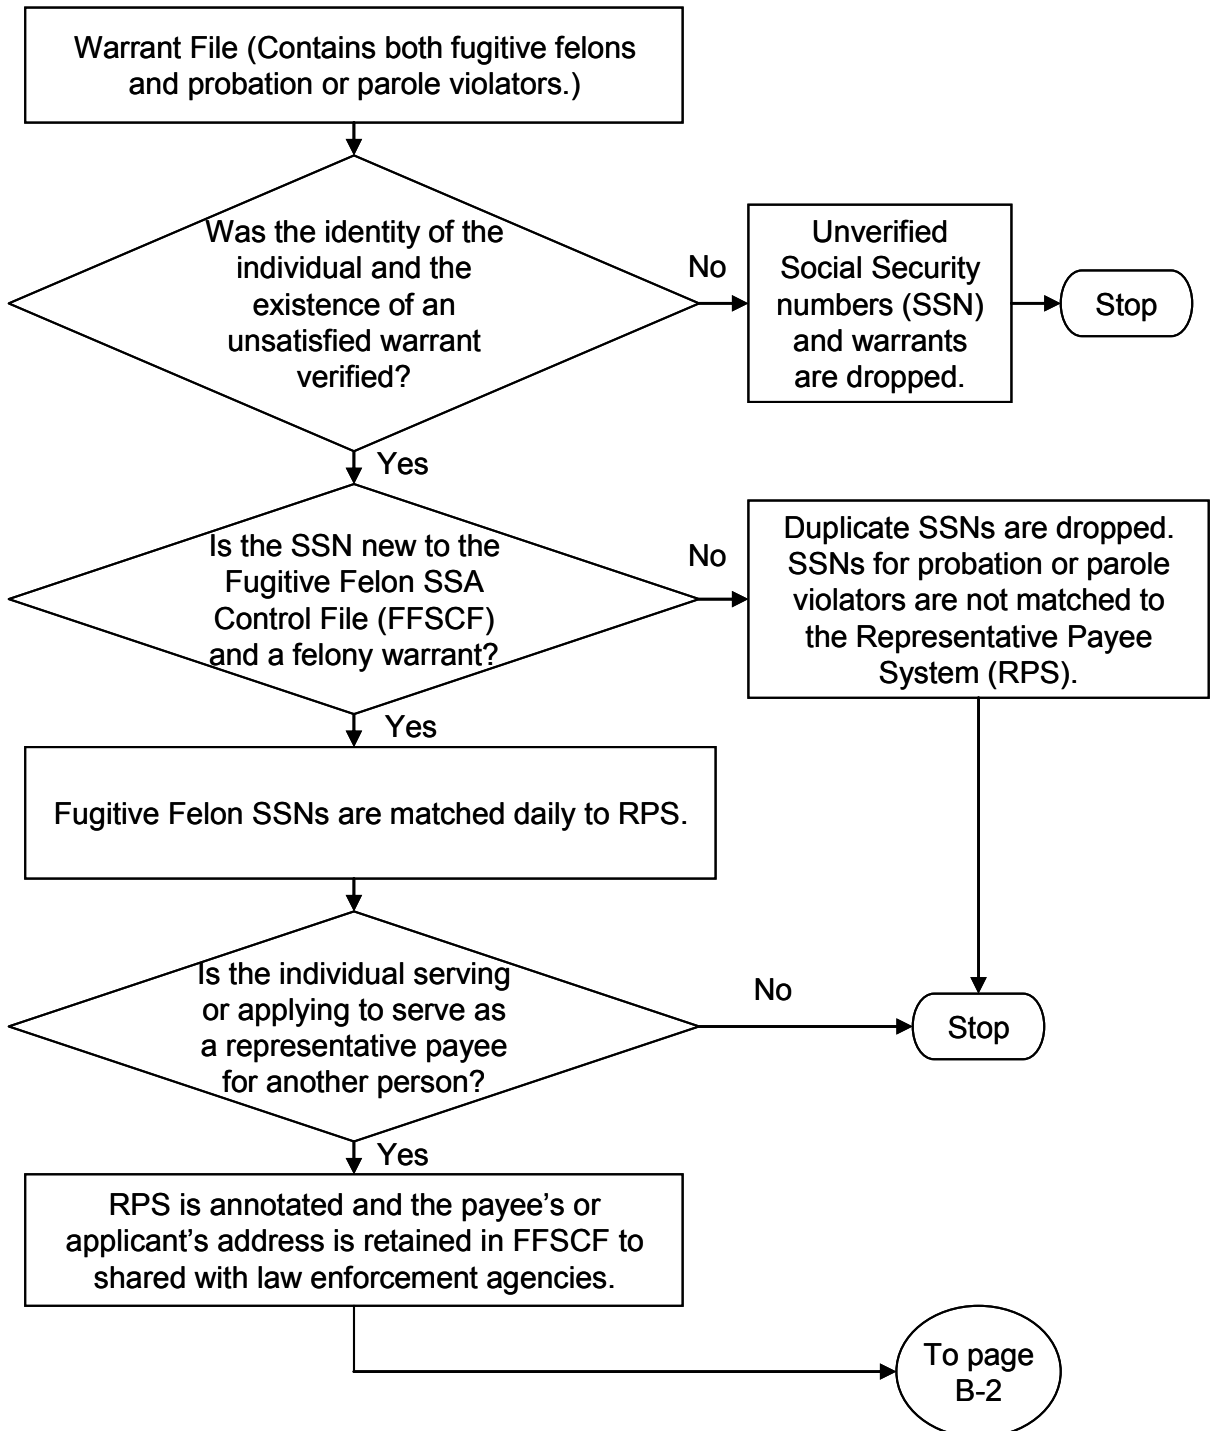 Warrant File (Contains both fugitive felons
and probation or parole violators.)
Was the identity of the
individual and the
existence of an
unsatisfied warrant
verified?
No
Unverified
Social Security
numbers (SSN)
and warrants
are dropped.
Stop
Yes
Is the SSN new to the
Fugitive Felon SSA
Control File (FFSCF)
and a felony warrant?
No
Duplicate SSNs are dropped.
SSNs for probation or parole
violators are not matched to
the Representative Payee
System (RPS).
Yes
Fugitive Felon SSNs are matched daily to RPS.
Is the individual serving
or applying to serve as
a representative payee
for another person?
No
Stop
Yes
RPS is annotated and the payee’s or
applicant’s address is retained in FFSCF to
shared with law enforcement agencies.
To page
B-2